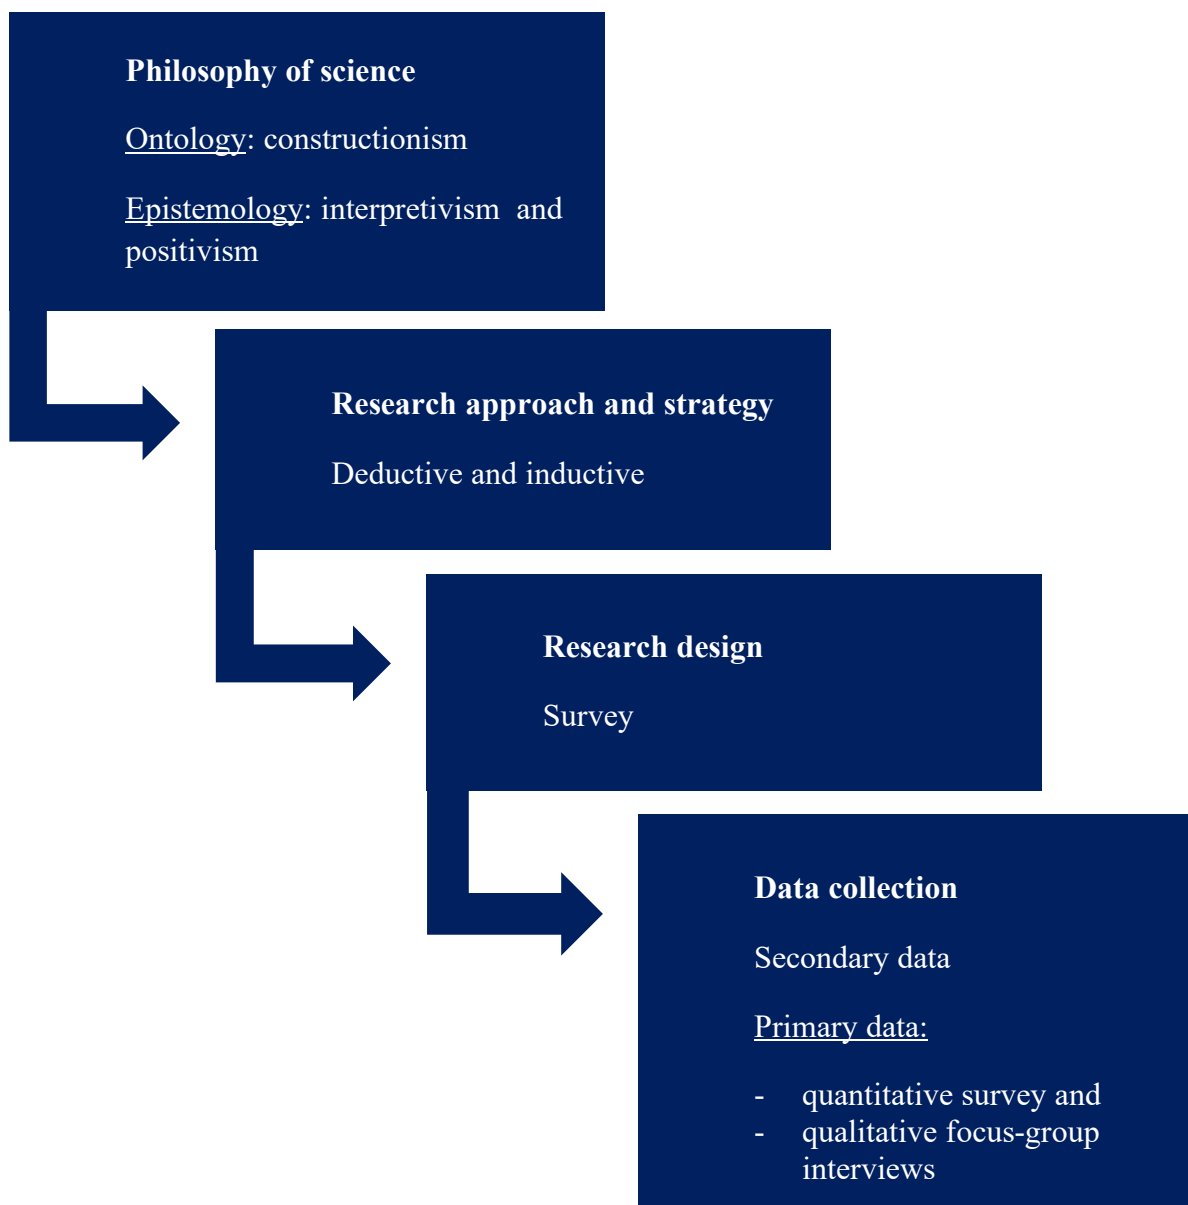 Philosophy of science
Ontology: constructionism
Epistemology: interpretivism and
positivism
Research approach and strategy
Deductive and inductive
Research design
Survey
Data collection
Secondary data
Primary data:
- quantitative survey and
- qualitative focus-group
interviews